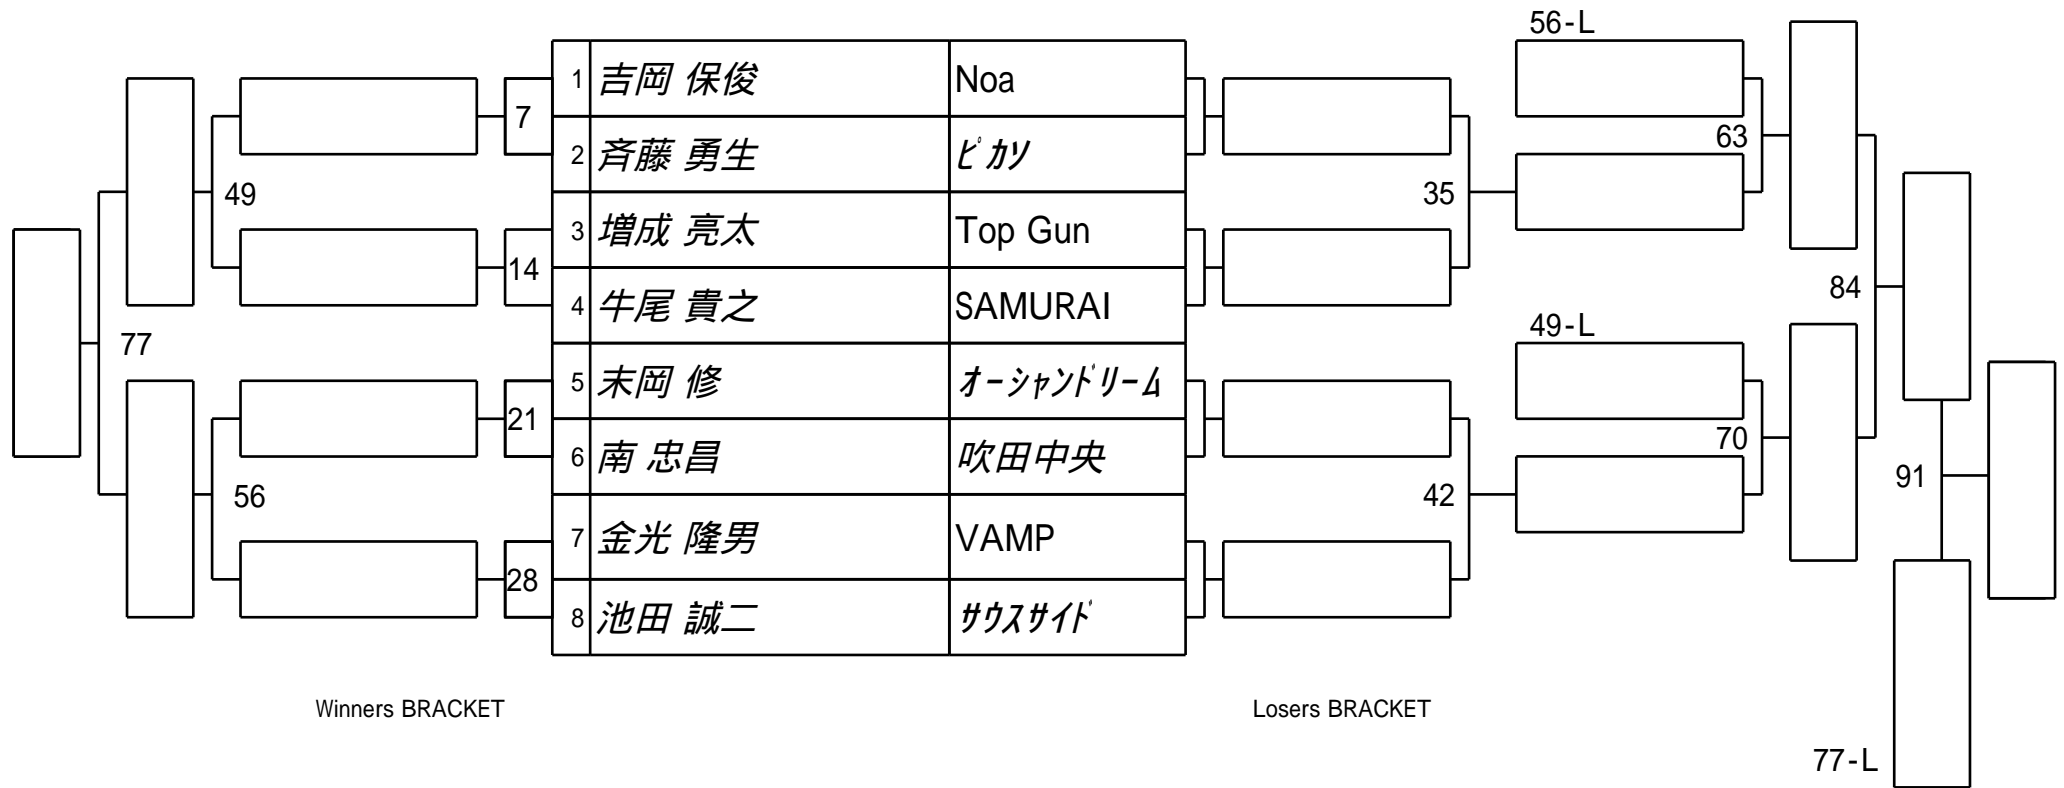 56-L
1 吉岡 保俊 Noa
7
63
2 斉藤 勇生 ﾋﾟｶｿ
49
35
3 増成 亮太 Top Gun
14
84
4 牛尾 貴之 SAMURAI
49-L
77
5 末岡 修 ｵｰｼｬﾝﾄﾞﾘｰﾑ
21
70
6 南 忠昌 吹田中央
91
56
42
7 金光 隆男 VAMP
28
8 池田 誠二 ｻｳｽｻｲﾄﾞ
Winners BRACKET
Losers BRACKET
77-L